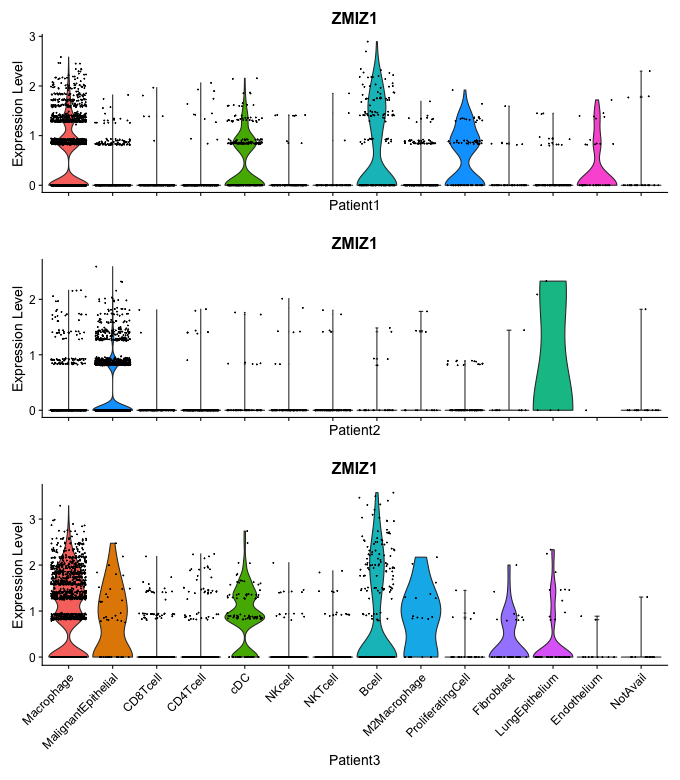 ZMIZ1
Expression Level
3
2
1
0
Patient1
ZMIZ1
Expression Level
2
1
0
Patient2
ZMIZ1
Expression Level
3
2
1
0
Macrophage
MalignantEpithelial
CD8Tcell
CD4Tcell
cDC
NKcell
NKTcell
Bcell
M2Macrophage
ProliferatingCell
Fibroblast
LungEpithelium
Endothelium
NotAvail
Patient3